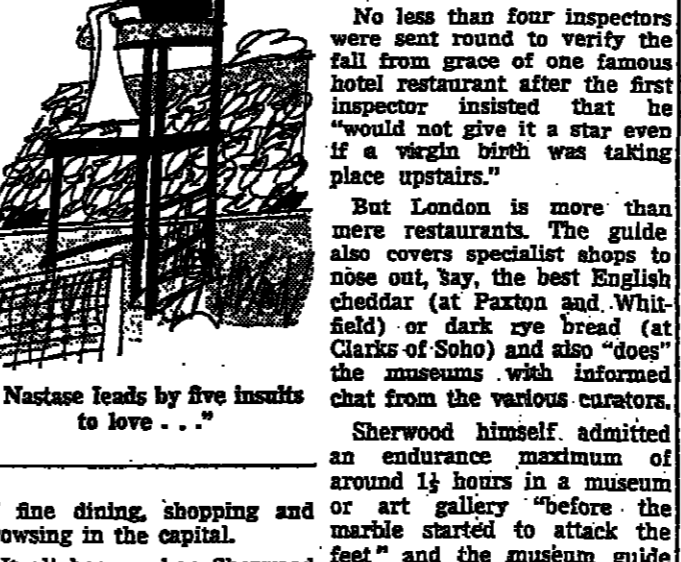 Nastase leads by five insults
to love . . ."
fine dining, shopping and
owsing in the capital.
Sherwood
No less than four inspectors
were sent round to verify the
fall from grace of one famous
hotel restaurant after the first
inspector insisted that he
"would not give it a star even
if a virgin birth was taking
place upstairs."
But London is more than
mere restaurants. The guide
also covers specialist shops to
nose out, say, the best English
cheddar (at Paxton and Whit-
field) or dark rye bread (at
Clarks of Soho) and also "does"
the museums with informed
chat from the various curators.
Sherwood himself admitted
an endurance maximum of
around 1½ hours in a museum
or art gallery "before the
marble started to attack the
feet" and the museum guide